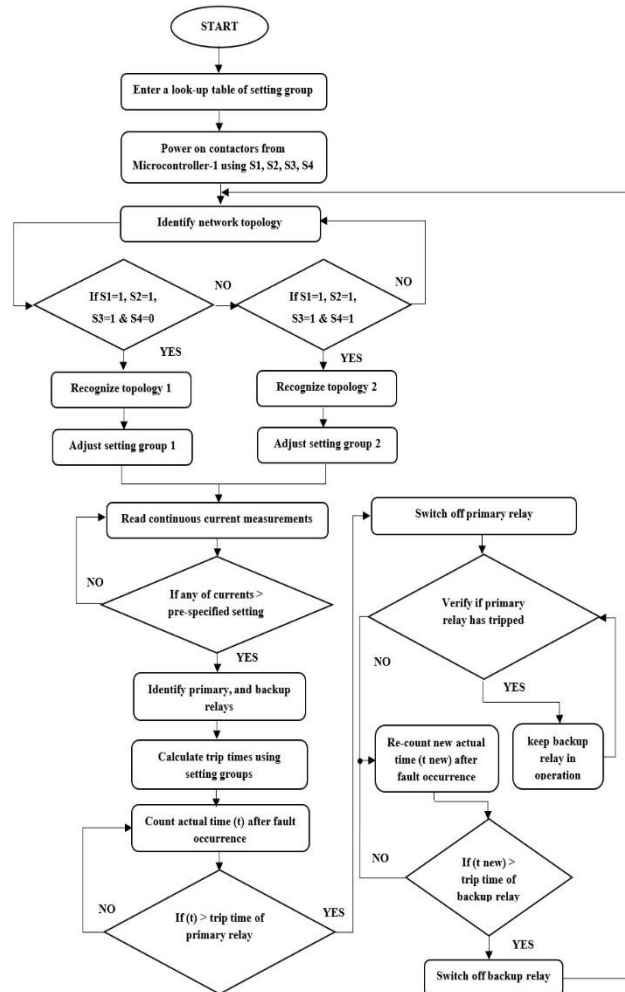 START
Enter a look-up table of setting group
Power on contactors from
Microcontroller-1 using S1, S2, S3, S4
Identify network topology
If S1=1, S2=1,
S3=1 & S4=0
NO
If S1=1, S2=1,
S3=1 & S4=1
NO
YES
YES
Recognize topology 1
Recognize topology 2
Adjust setting group 1
Adjust setting group 2
Read continuous current measurements
If any of currents >
pre-specified setting
NO
YES
Identify primary, and backup
relays
Calculate trip times using
setting groups
Count actual time (t) after fault
occurrence
If (t) > trip time of
primary relay
NO
YES
Switch off primary relay
Verify if primary
relay has tripped
NO
YES
keep backup
relay in
operation
Re-count new actual
time (t new) after
fault occurrence
If (t new) >
trip time of
backup relay
NO
YES
Switch off backup relay